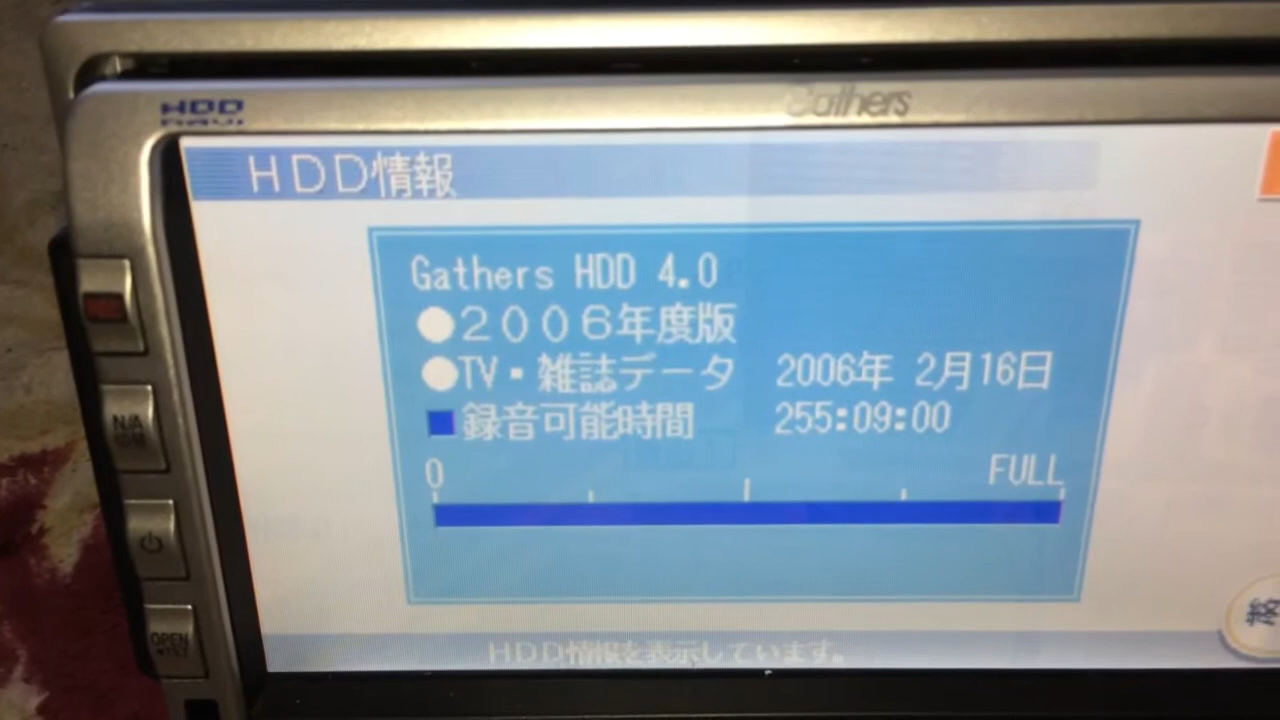 HDD
NAVI
Gathers
HDD情報
Gathers HDD 4.0
●2006年度版
●TV・雑誌データ 2006年 2月16日
■録音可能時間 255:09:00
0 FULL
N/A
OPEN
HDD情報を表示しています。